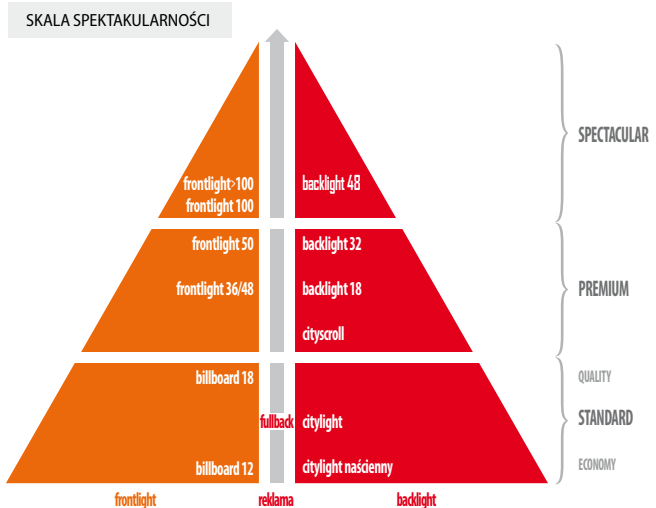 SKALA SPEKTAKULARNOŚCI
frontlight>100
frontlight 100
backlight 48
SPECTACULAR
frontlight 50
backlight 32
frontlight 36/48
backlight 18
PREMIUM
cityscroll
billboard 18
QUALITY
fullback
citylight
STANDARD
billboard 12
citylight naścienny
ECONOMY
frontlight
reklama
backlight